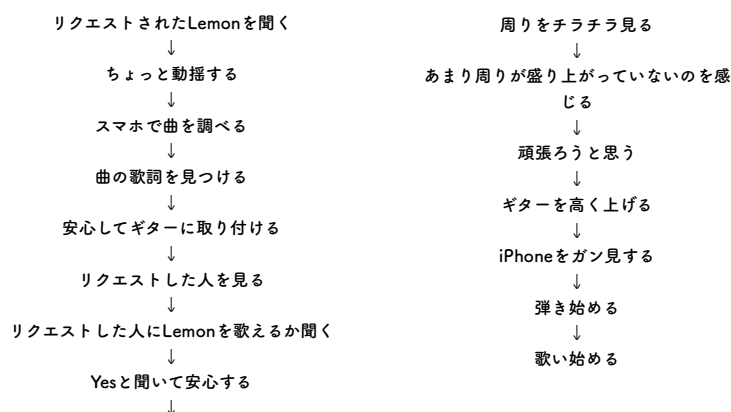 リクエストされたLemonを聞く
↓
ちょっと動揺する
↓
スマホで曲を調べる
↓
曲の歌詞を見つける
↓
安心してギターに取り付ける
↓
リクエストした人を見る
↓
リクエストした人にLemonを歌えるか聞く
↓
Yesと聞いて安心する
↓
周りをチラチラ見る
↓
あまり周りが盛り上がっていないのを感
じる
↓
頑張ろうと思う
↓
ギターを高く上げる
↓
iPhoneをガン見する
↓
弾き始める
↓
歌い始める